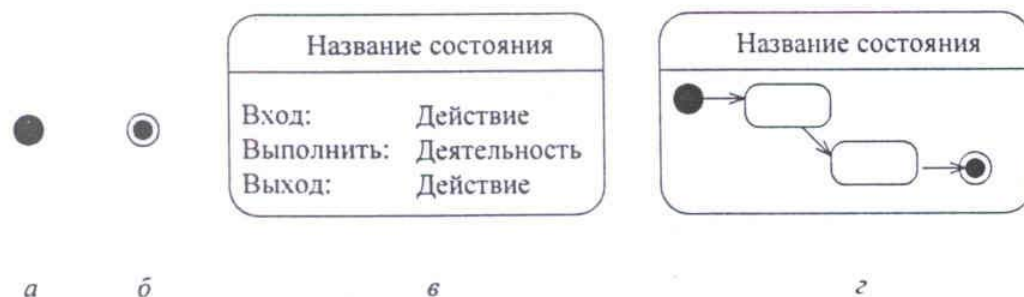 Название состояния
Вход: Действие
Выполнить: Деятельность
Выход: Действие
Название состояния
а б в г